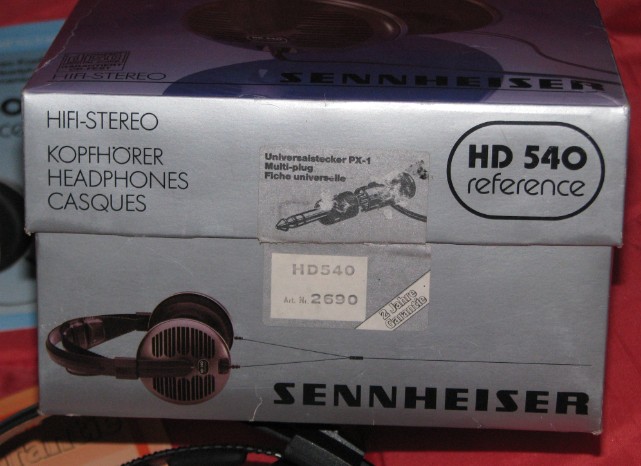 HIFI-STEREO
SENNHEISER
HIFI-STEREO
KOPFHÖRER
HEADPHONES
CASQUES
Universalstecker PX-1
Multi-plug
Fiche universelle
HD 540
reference
HD540
Art. Nr. 2690
2 Jahre
Garantie
SENNHEISER